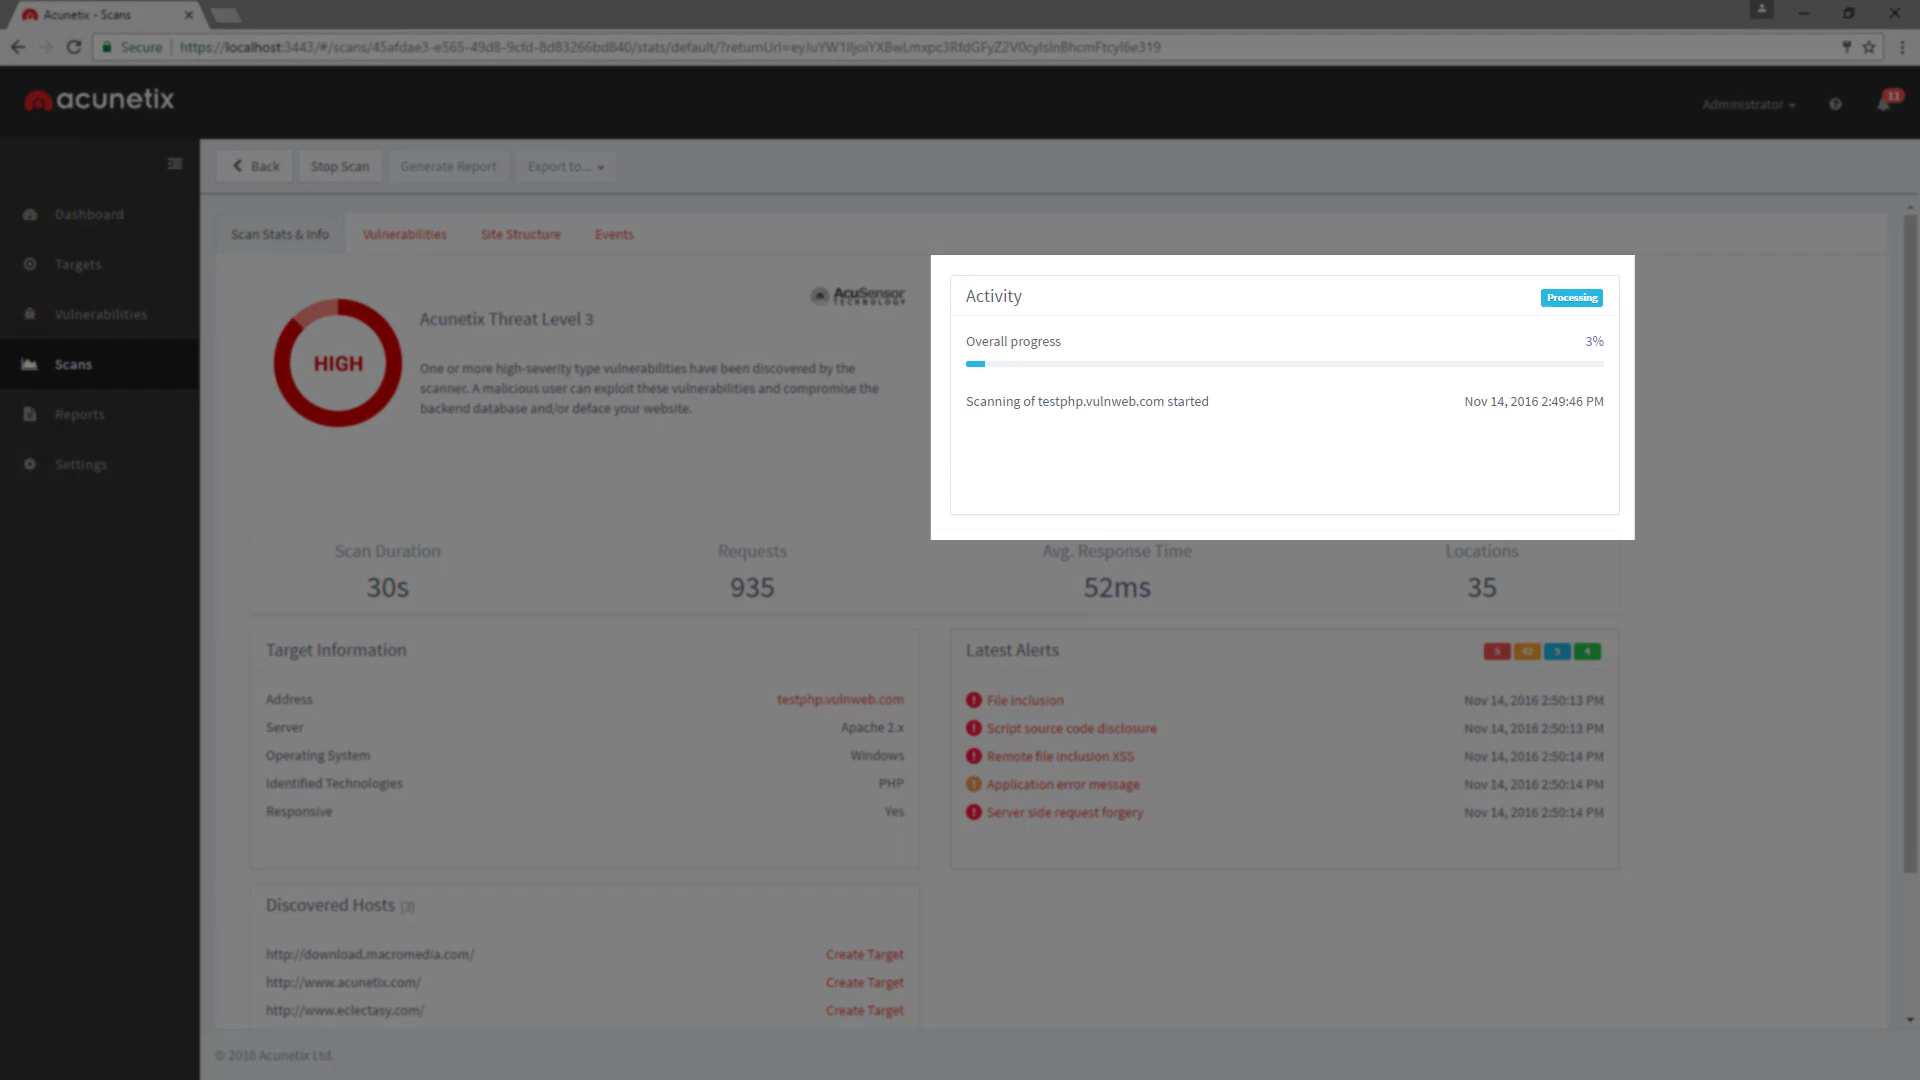 Acunetix - Scans
Secure https://localhost:3443/#/scans/45afdae3-e565-49d8-9cfd-8d83266bd840/stats/default/?returnUrl=
acunetix
Administrator
11
Back
Stop Scan
Generate Report
Export to...
Dashboard
Targets
Vulnerabilities
Scans
Reports
Settings
Scan Stats & Info
Vulnerabilities
Site Structure
Events
HIGH
AcuSensor
TECHNOLOGY
Acunetix Threat Level 3
One or more high-severity type vulnerabilities have been discovered by the
scanner. A malicious user can exploit these vulnerabilities and compromise the
backend database and/or deface your website.
Activity
Processing
Overall progress 3%
Scanning of testphp.vulnweb.com started Nov 14, 2016 2:49:46 PM
Scan Duration
30s
Requests
935
Avg. Response Time
52ms
Locations
35
Target Information
Address testphp.vulnweb.com
Server Apache 2.x
Operating System Windows
Identified Technologies PHP
Responsive Yes
Latest Alerts 5 42 5 4
File inclusion Nov 14, 2016 2:50:13 PM
Script source code disclosure Nov 14, 2016 2:50:13 PM
Remote file inclusion XSS Nov 14, 2016 2:50:14 PM
Application error message Nov 14, 2016 2:50:14 PM
Server side request forgery Nov 14, 2016 2:50:14 PM
Discovered Hosts (3)
http://download.macromedia.com/ Create Target
http://www.acunetix.com/ Create Target
http://www.eclectasy.com/ Create Target
© 2016 Acunetix Ltd.